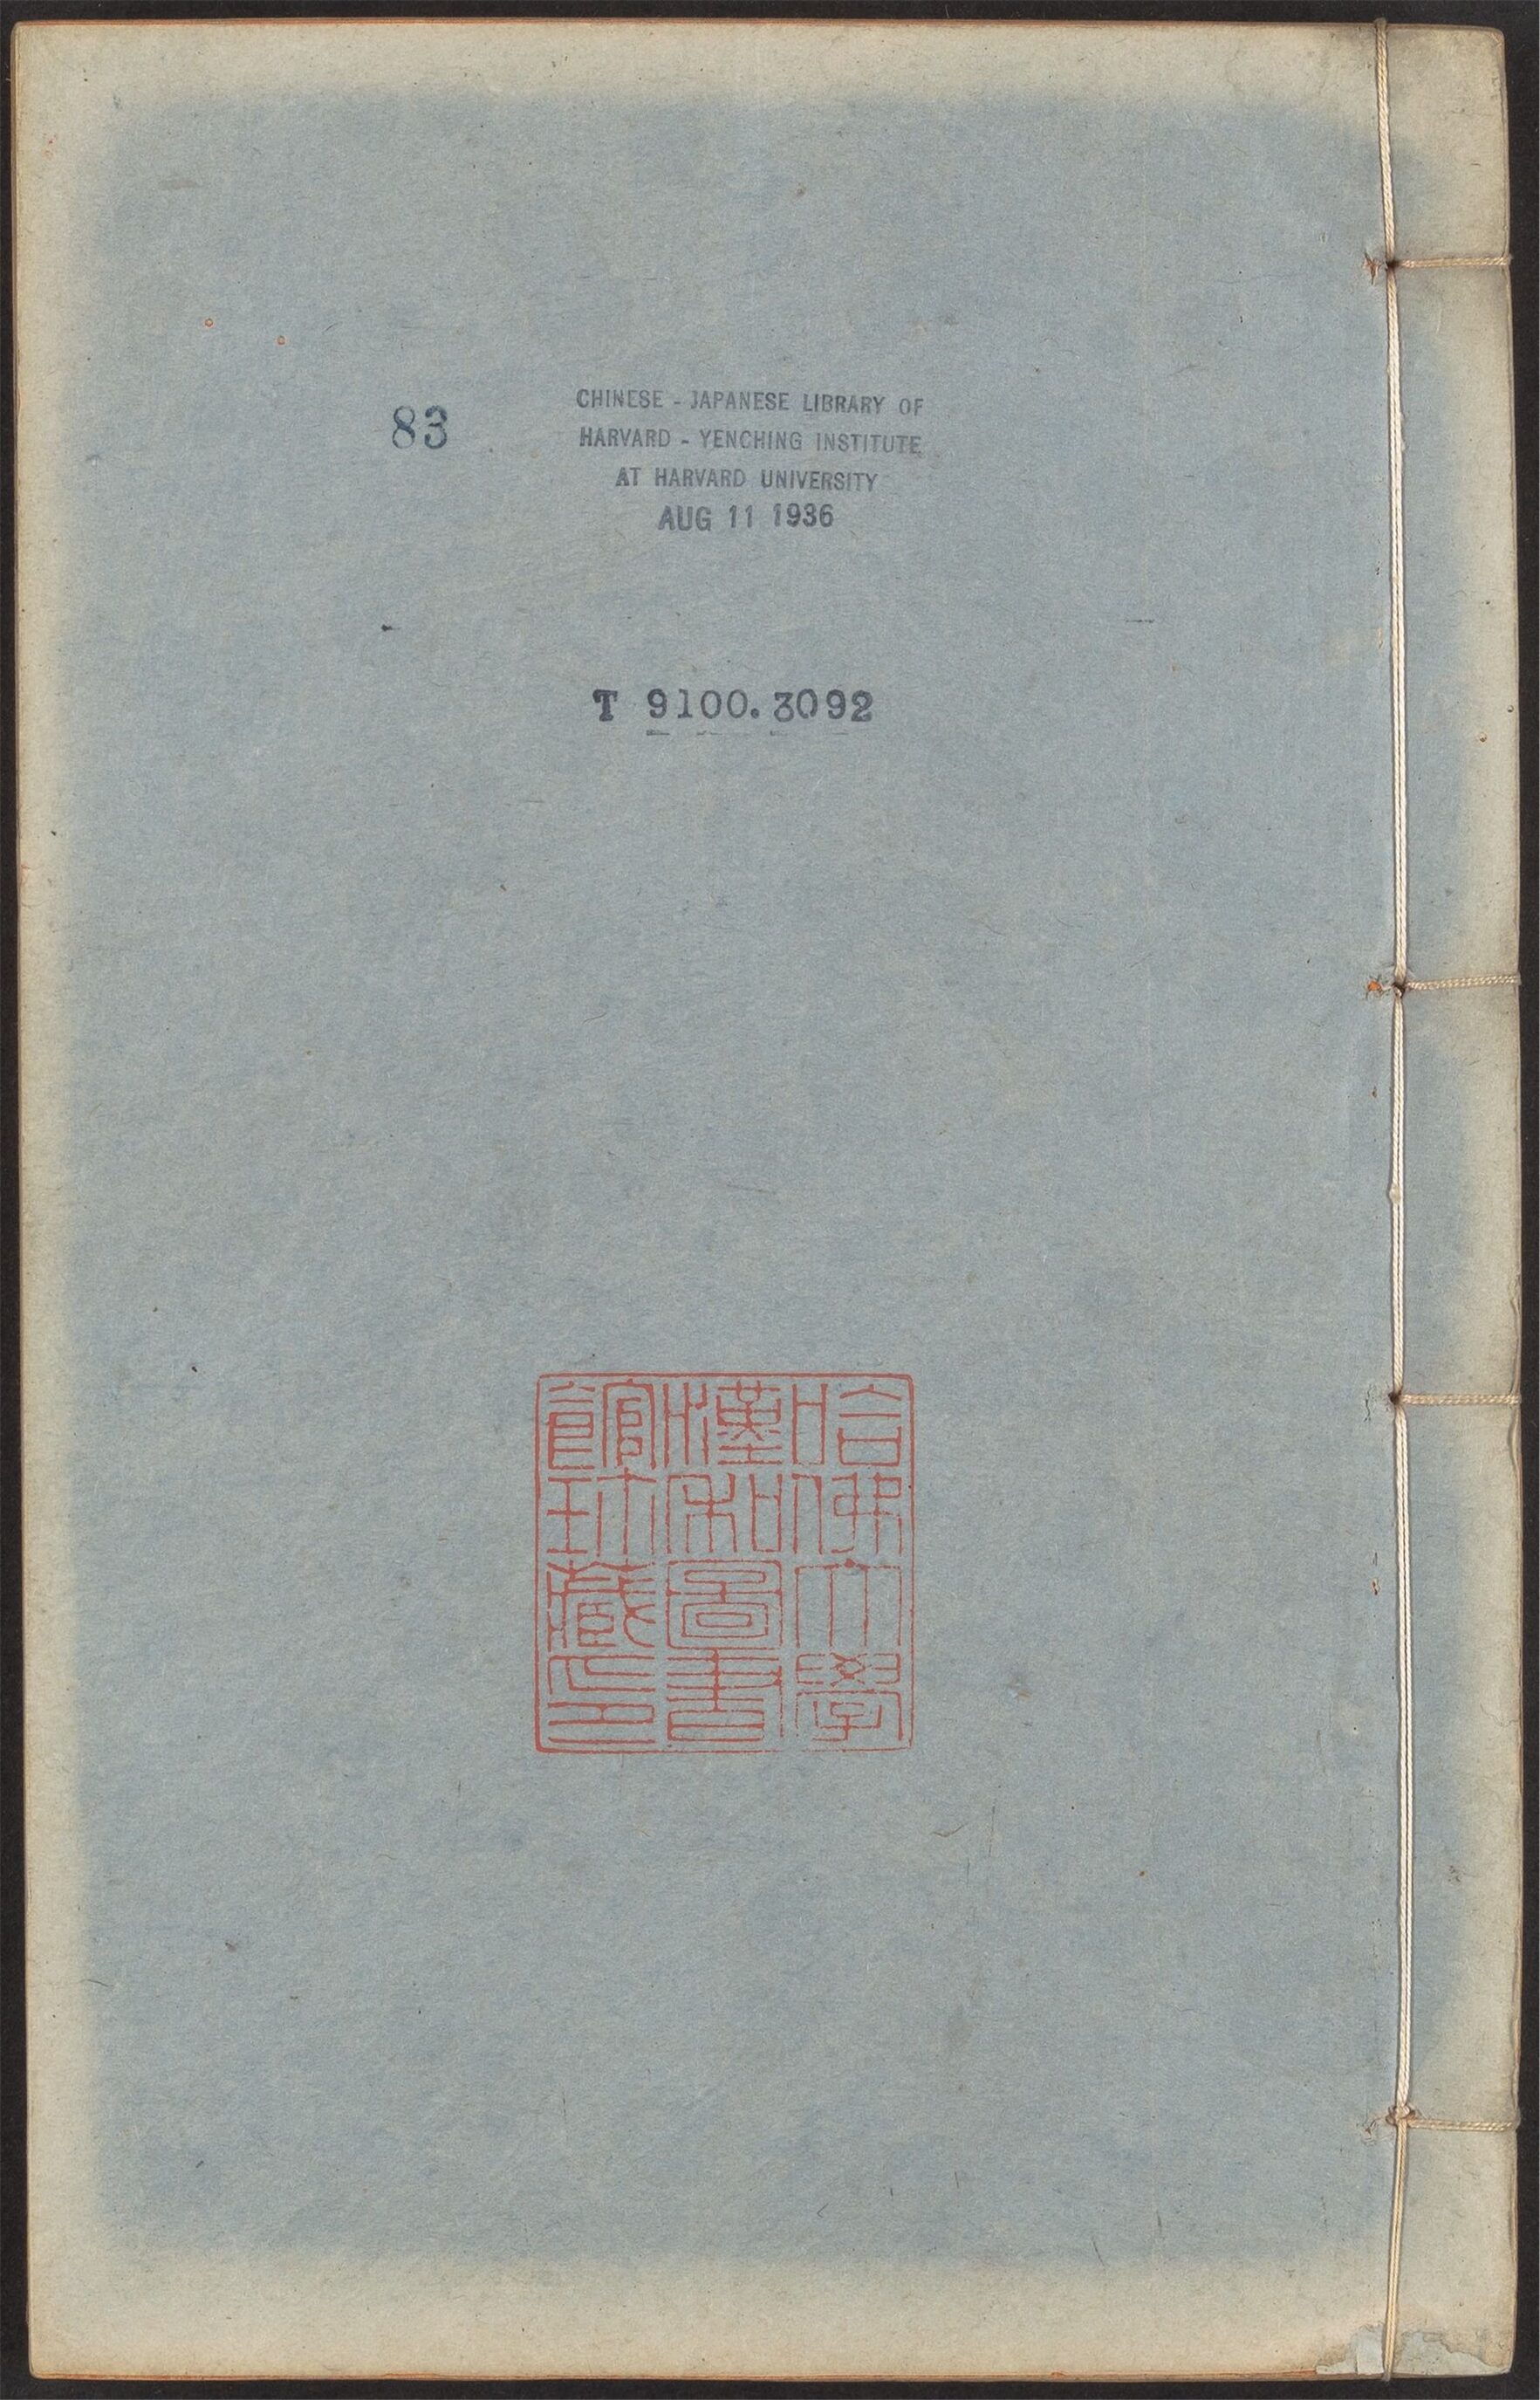 83
CHINESE - JAPANESE LIBRARY OF
HARVARD - YENCHING INSTITUTE
AT HARVARD UNIVERSITY
AUG 11 1936
T 9100.3092
哈佛大學
漢和圖書
館珍藏印